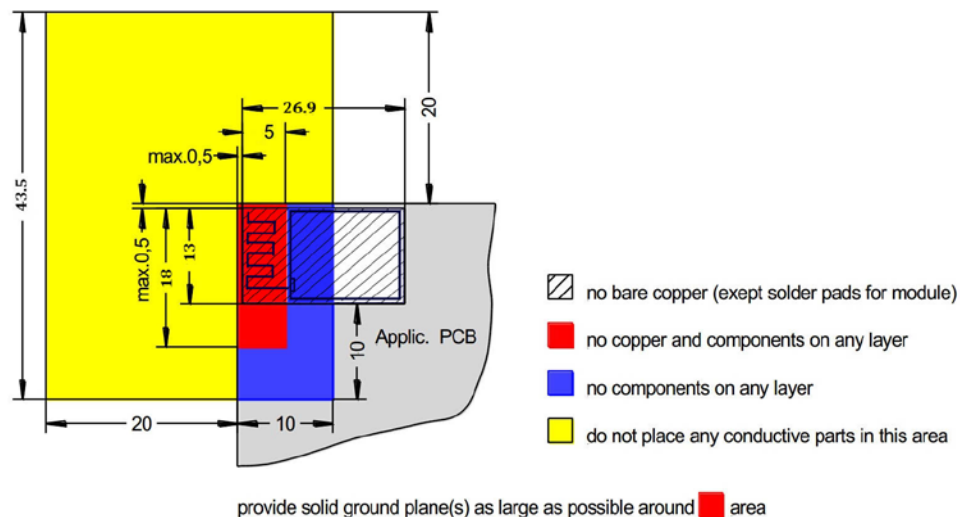 26.9
20
5
max.0,5
43.5
max.0,5
18
13
10
Applic. PCB
20
10
no bare copper (exept solder pads for module)
no copper and components on any layer
no components on any layer
do not place any conductive parts in this area
provide solid ground plane(s) as large as possible around area